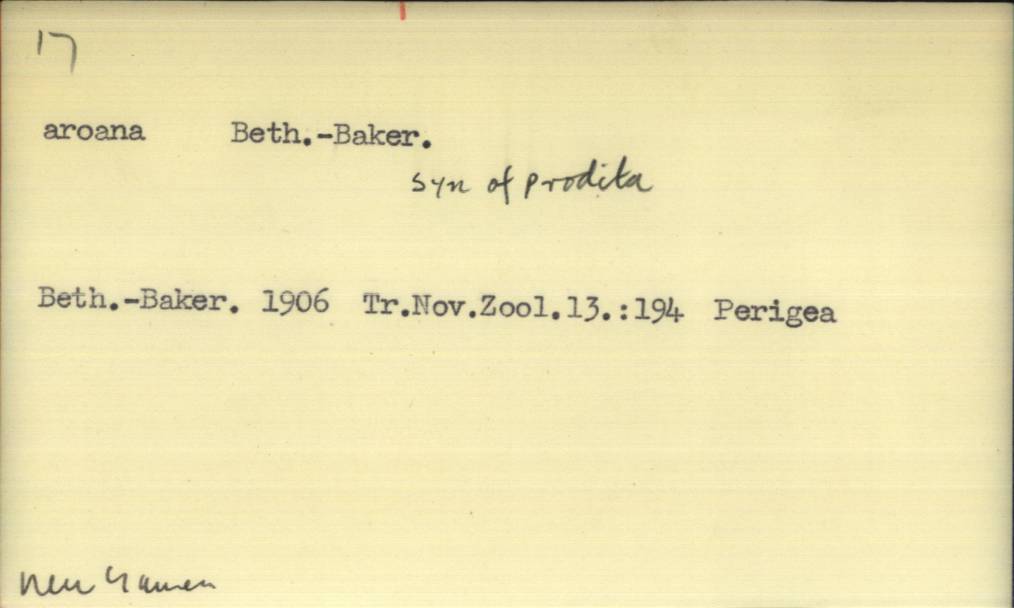 17
aroana Beth.-Baker.
syn of prodita
Beth.-Baker. 1906 Tr.Nov.Zool.13.:194 Perigea
New Guinea